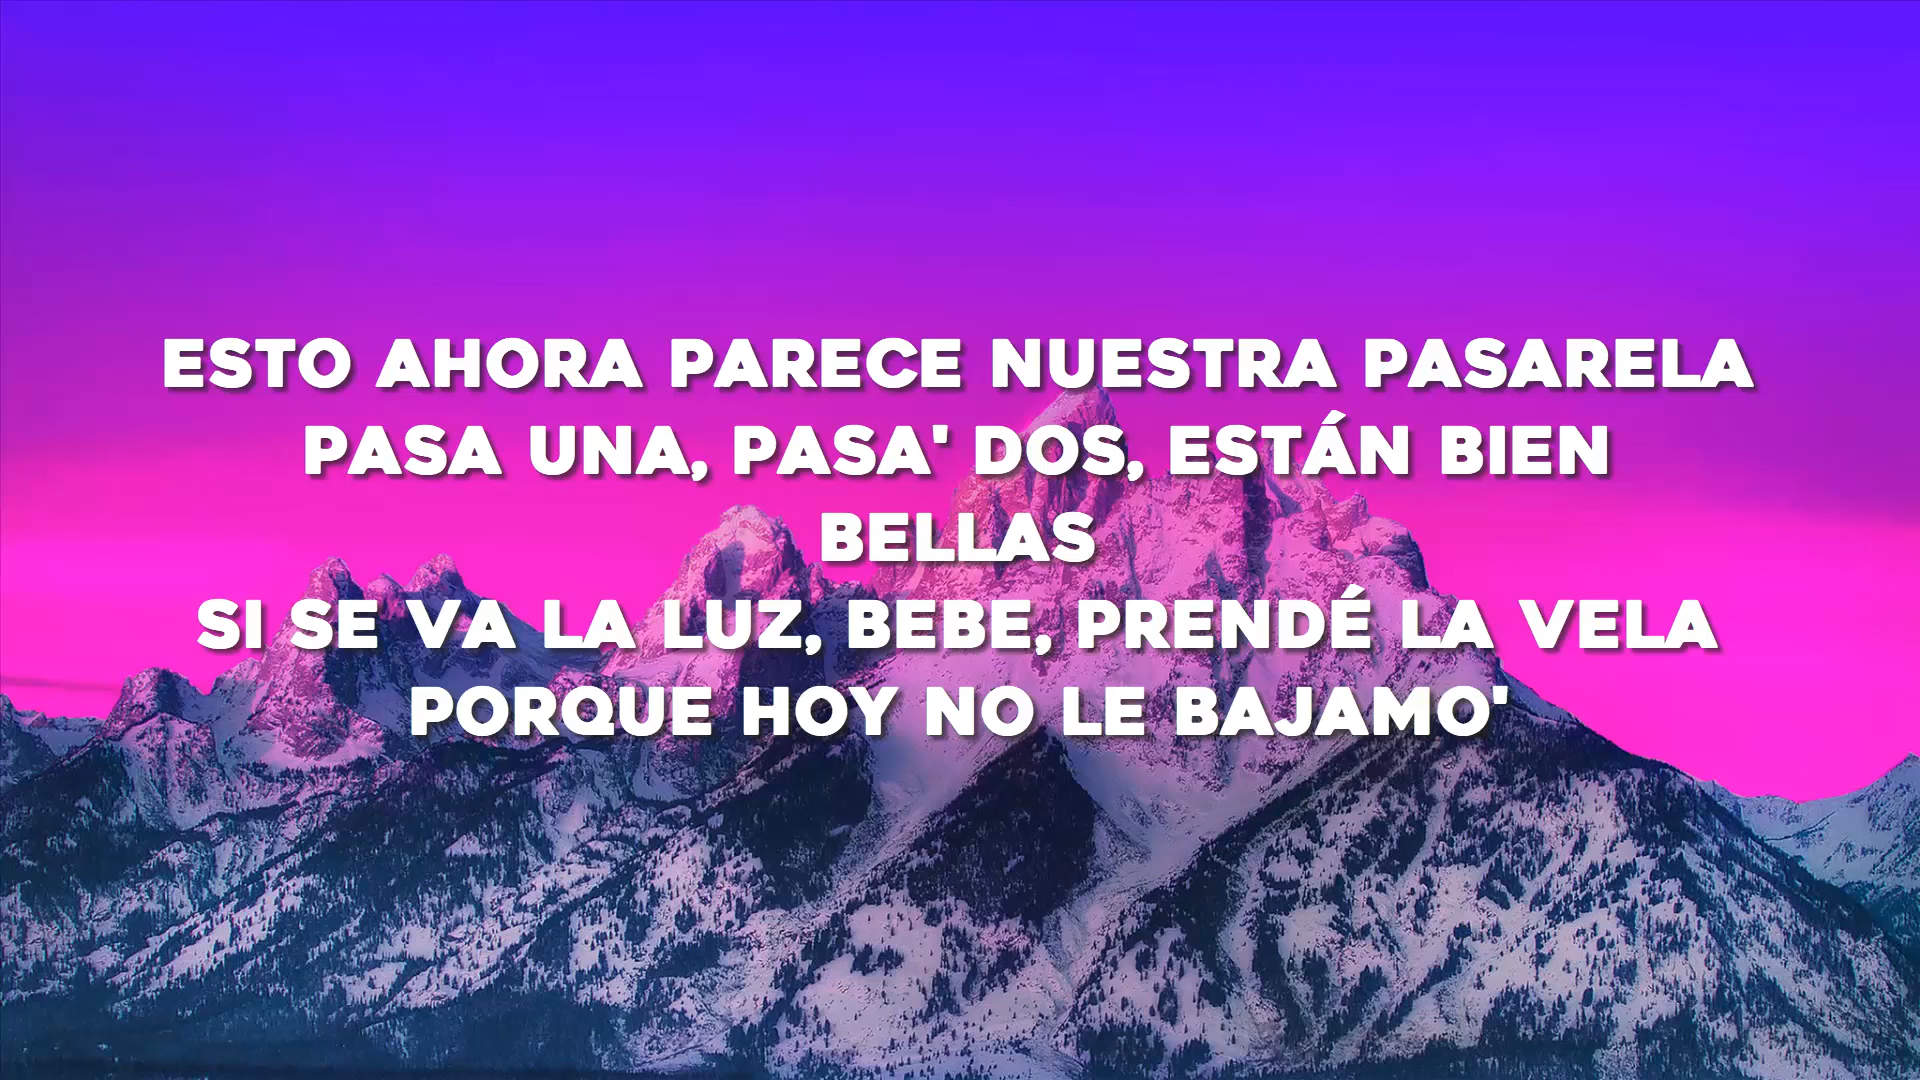 ESTO AHORA PARECE NUESTRA PASARELA
PASA UNA, PASA' DOS, ESTÁN BIEN
BELLAS
SI SE VA LA LUZ, BEBE, PRENDÉ LA VELA
PORQUE HOY NO LE BAJAMO'